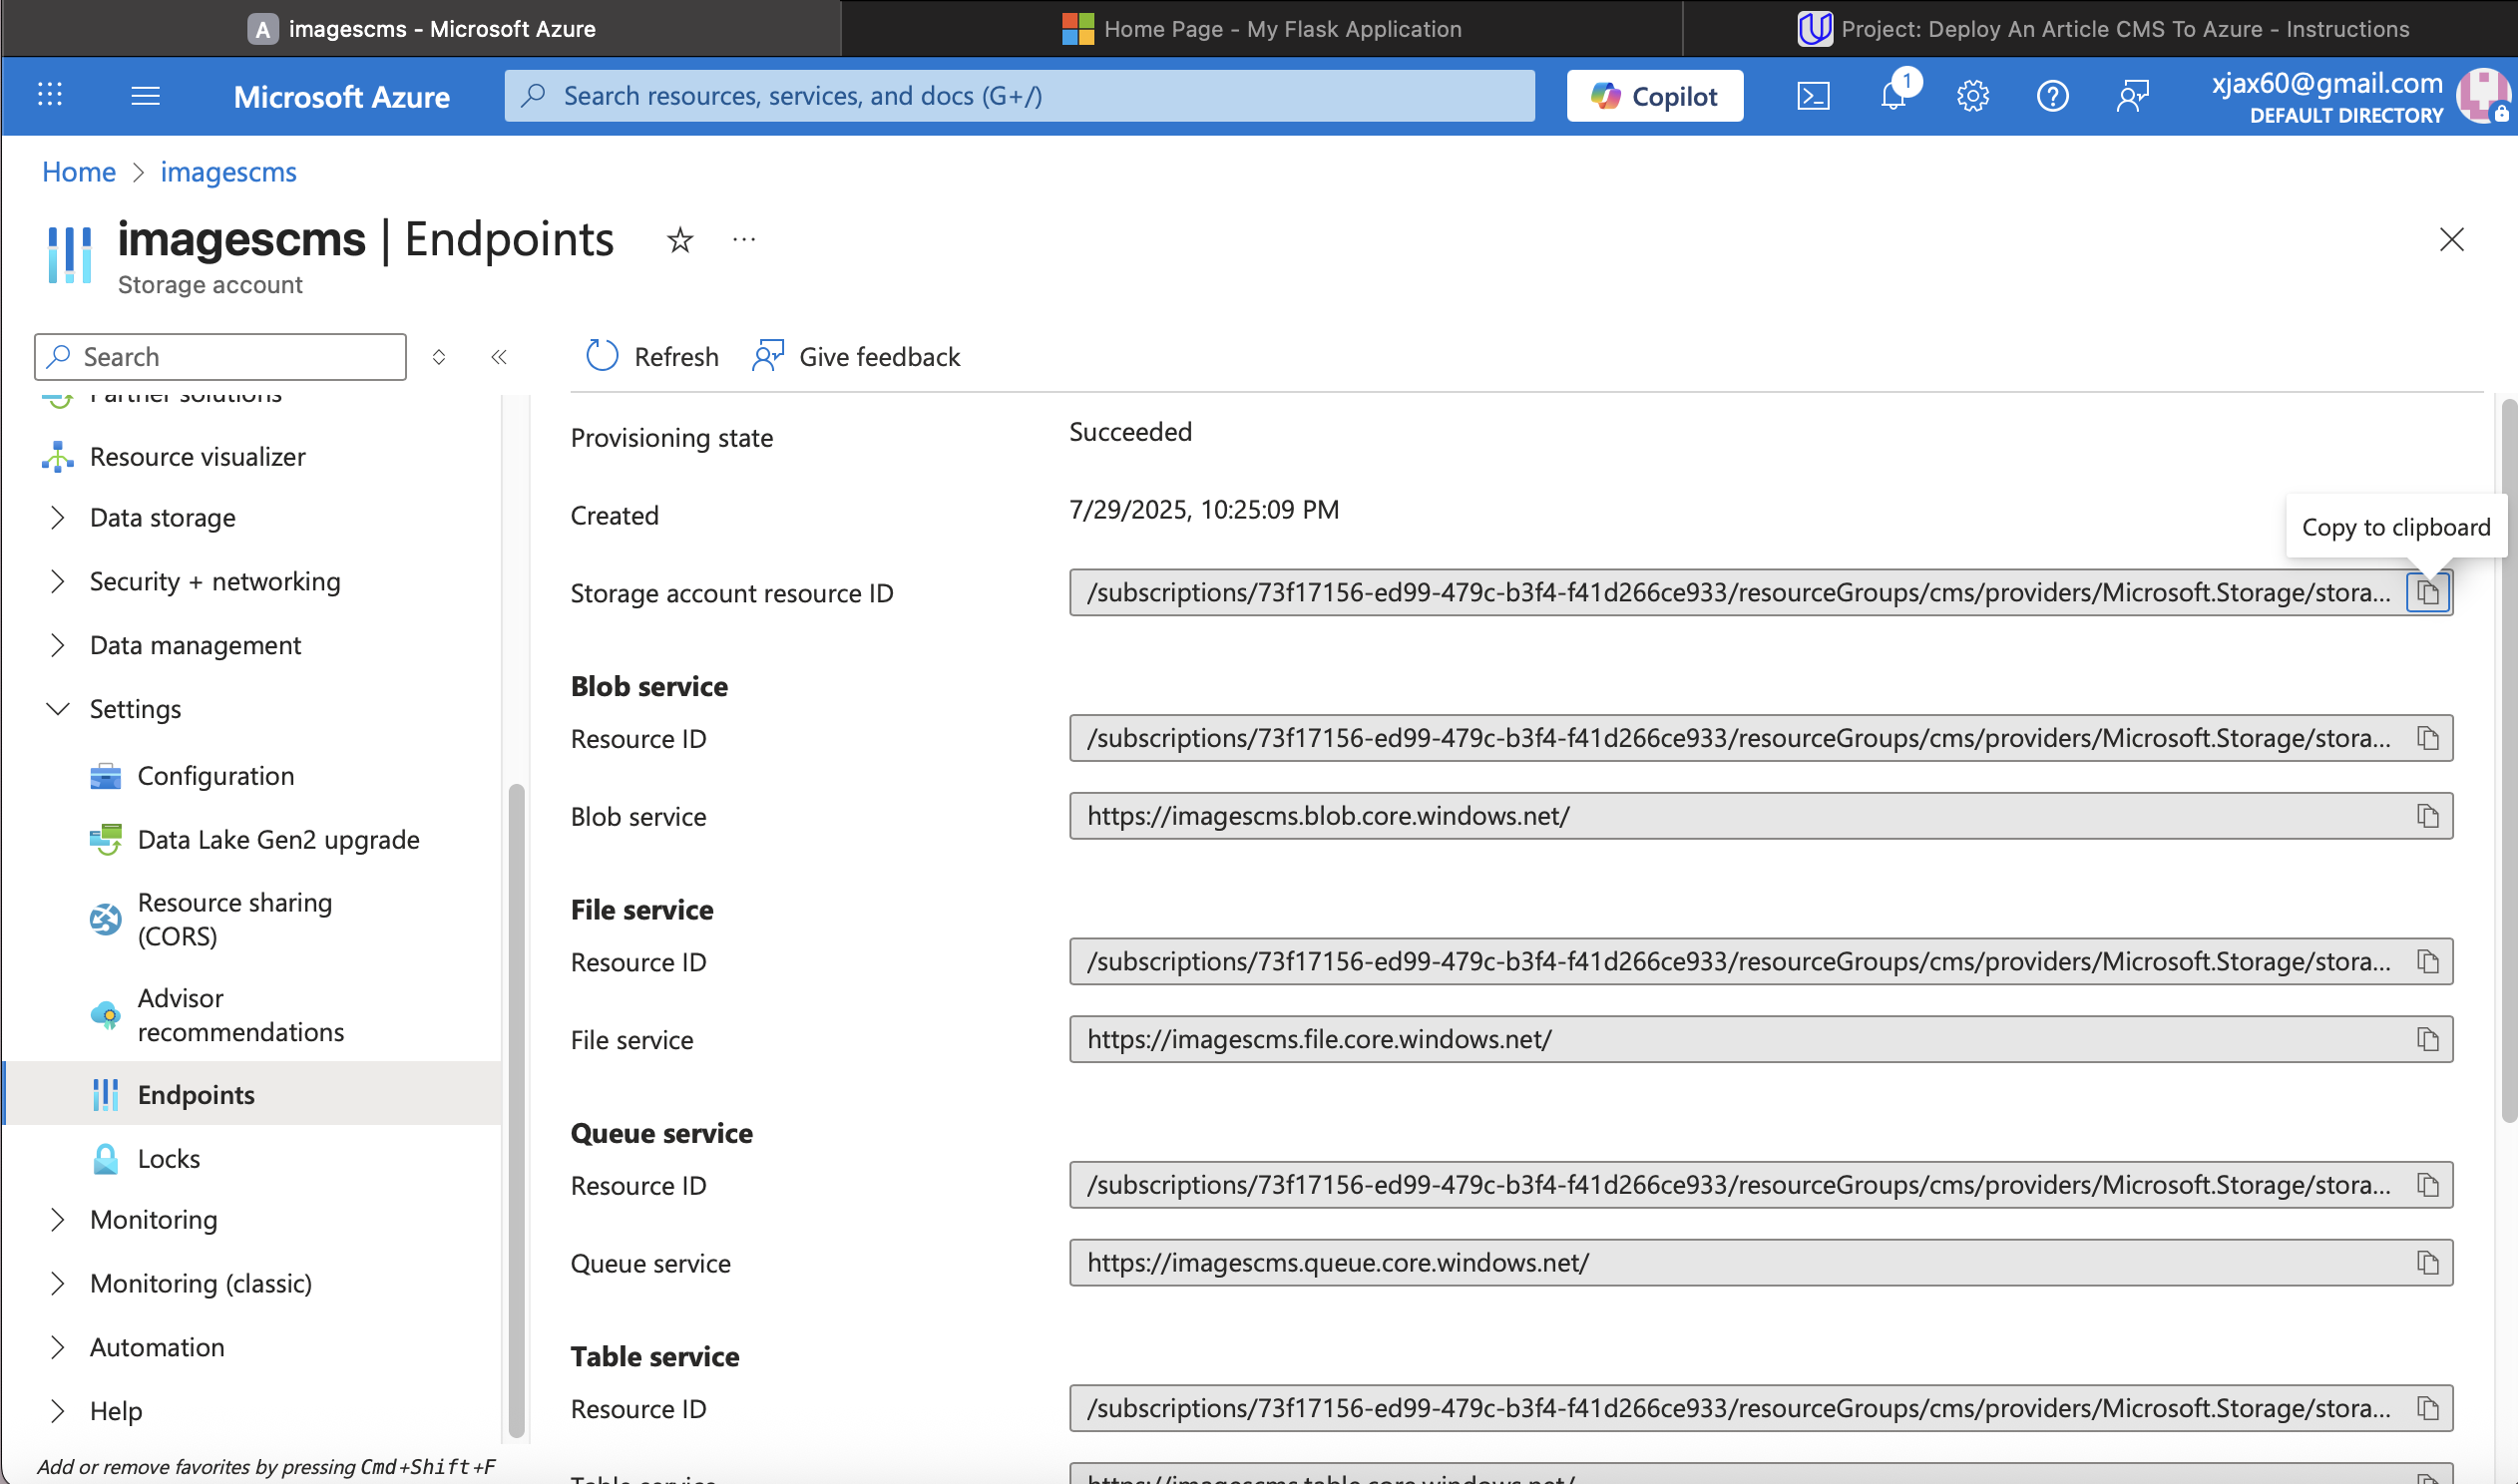 imagescms - Microsoft Azure
Home Page - My Flask Application
Project: Deploy An Article CMS To Azure - Instructions
Microsoft Azure
Search resources, services, and docs (G+/)
Copilot
1
xjax60@gmail.com
DEFAULT DIRECTORY
Home > imagescms
imagescms | Endpoints
Storage account
Search
Refresh
Give feedback
Partner solutions
Resource visualizer
Data storage
Security + networking
Data management
Settings
Configuration
Data Lake Gen2 upgrade
Resource sharing
(CORS)
Advisor
recommendations
Endpoints
Locks
Monitoring
Monitoring (classic)
Automation
Help
Add or remove favorites by pressing Cmd+Shift+F
Provisioning state
Succeeded
Created
7/29/2025, 10:25:09 PM
Copy to clipboard
Storage account resource ID
/subscriptions/73f17156-ed99-479c-b3f4-f41d266ce933/resourceGroups/cms/providers/Microsoft.Storage/stora...
Blob service
Resource ID
/subscriptions/73f17156-ed99-479c-b3f4-f41d266ce933/resourceGroups/cms/providers/Microsoft.Storage/stora...
Blob service
https://imagescms.blob.core.windows.net/
File service
Resource ID
/subscriptions/73f17156-ed99-479c-b3f4-f41d266ce933/resourceGroups/cms/providers/Microsoft.Storage/stora...
File service
https://imagescms.file.core.windows.net/
Queue service
Resource ID
/subscriptions/73f17156-ed99-479c-b3f4-f41d266ce933/resourceGroups/cms/providers/Microsoft.Storage/stora...
Queue service
https://imagescms.queue.core.windows.net/
Table service
Resource ID
/subscriptions/73f17156-ed99-479c-b3f4-f41d266ce933/resourceGroups/cms/providers/Microsoft.Storage/stora...
Table service
https://imagescms.table.core.windows.net/